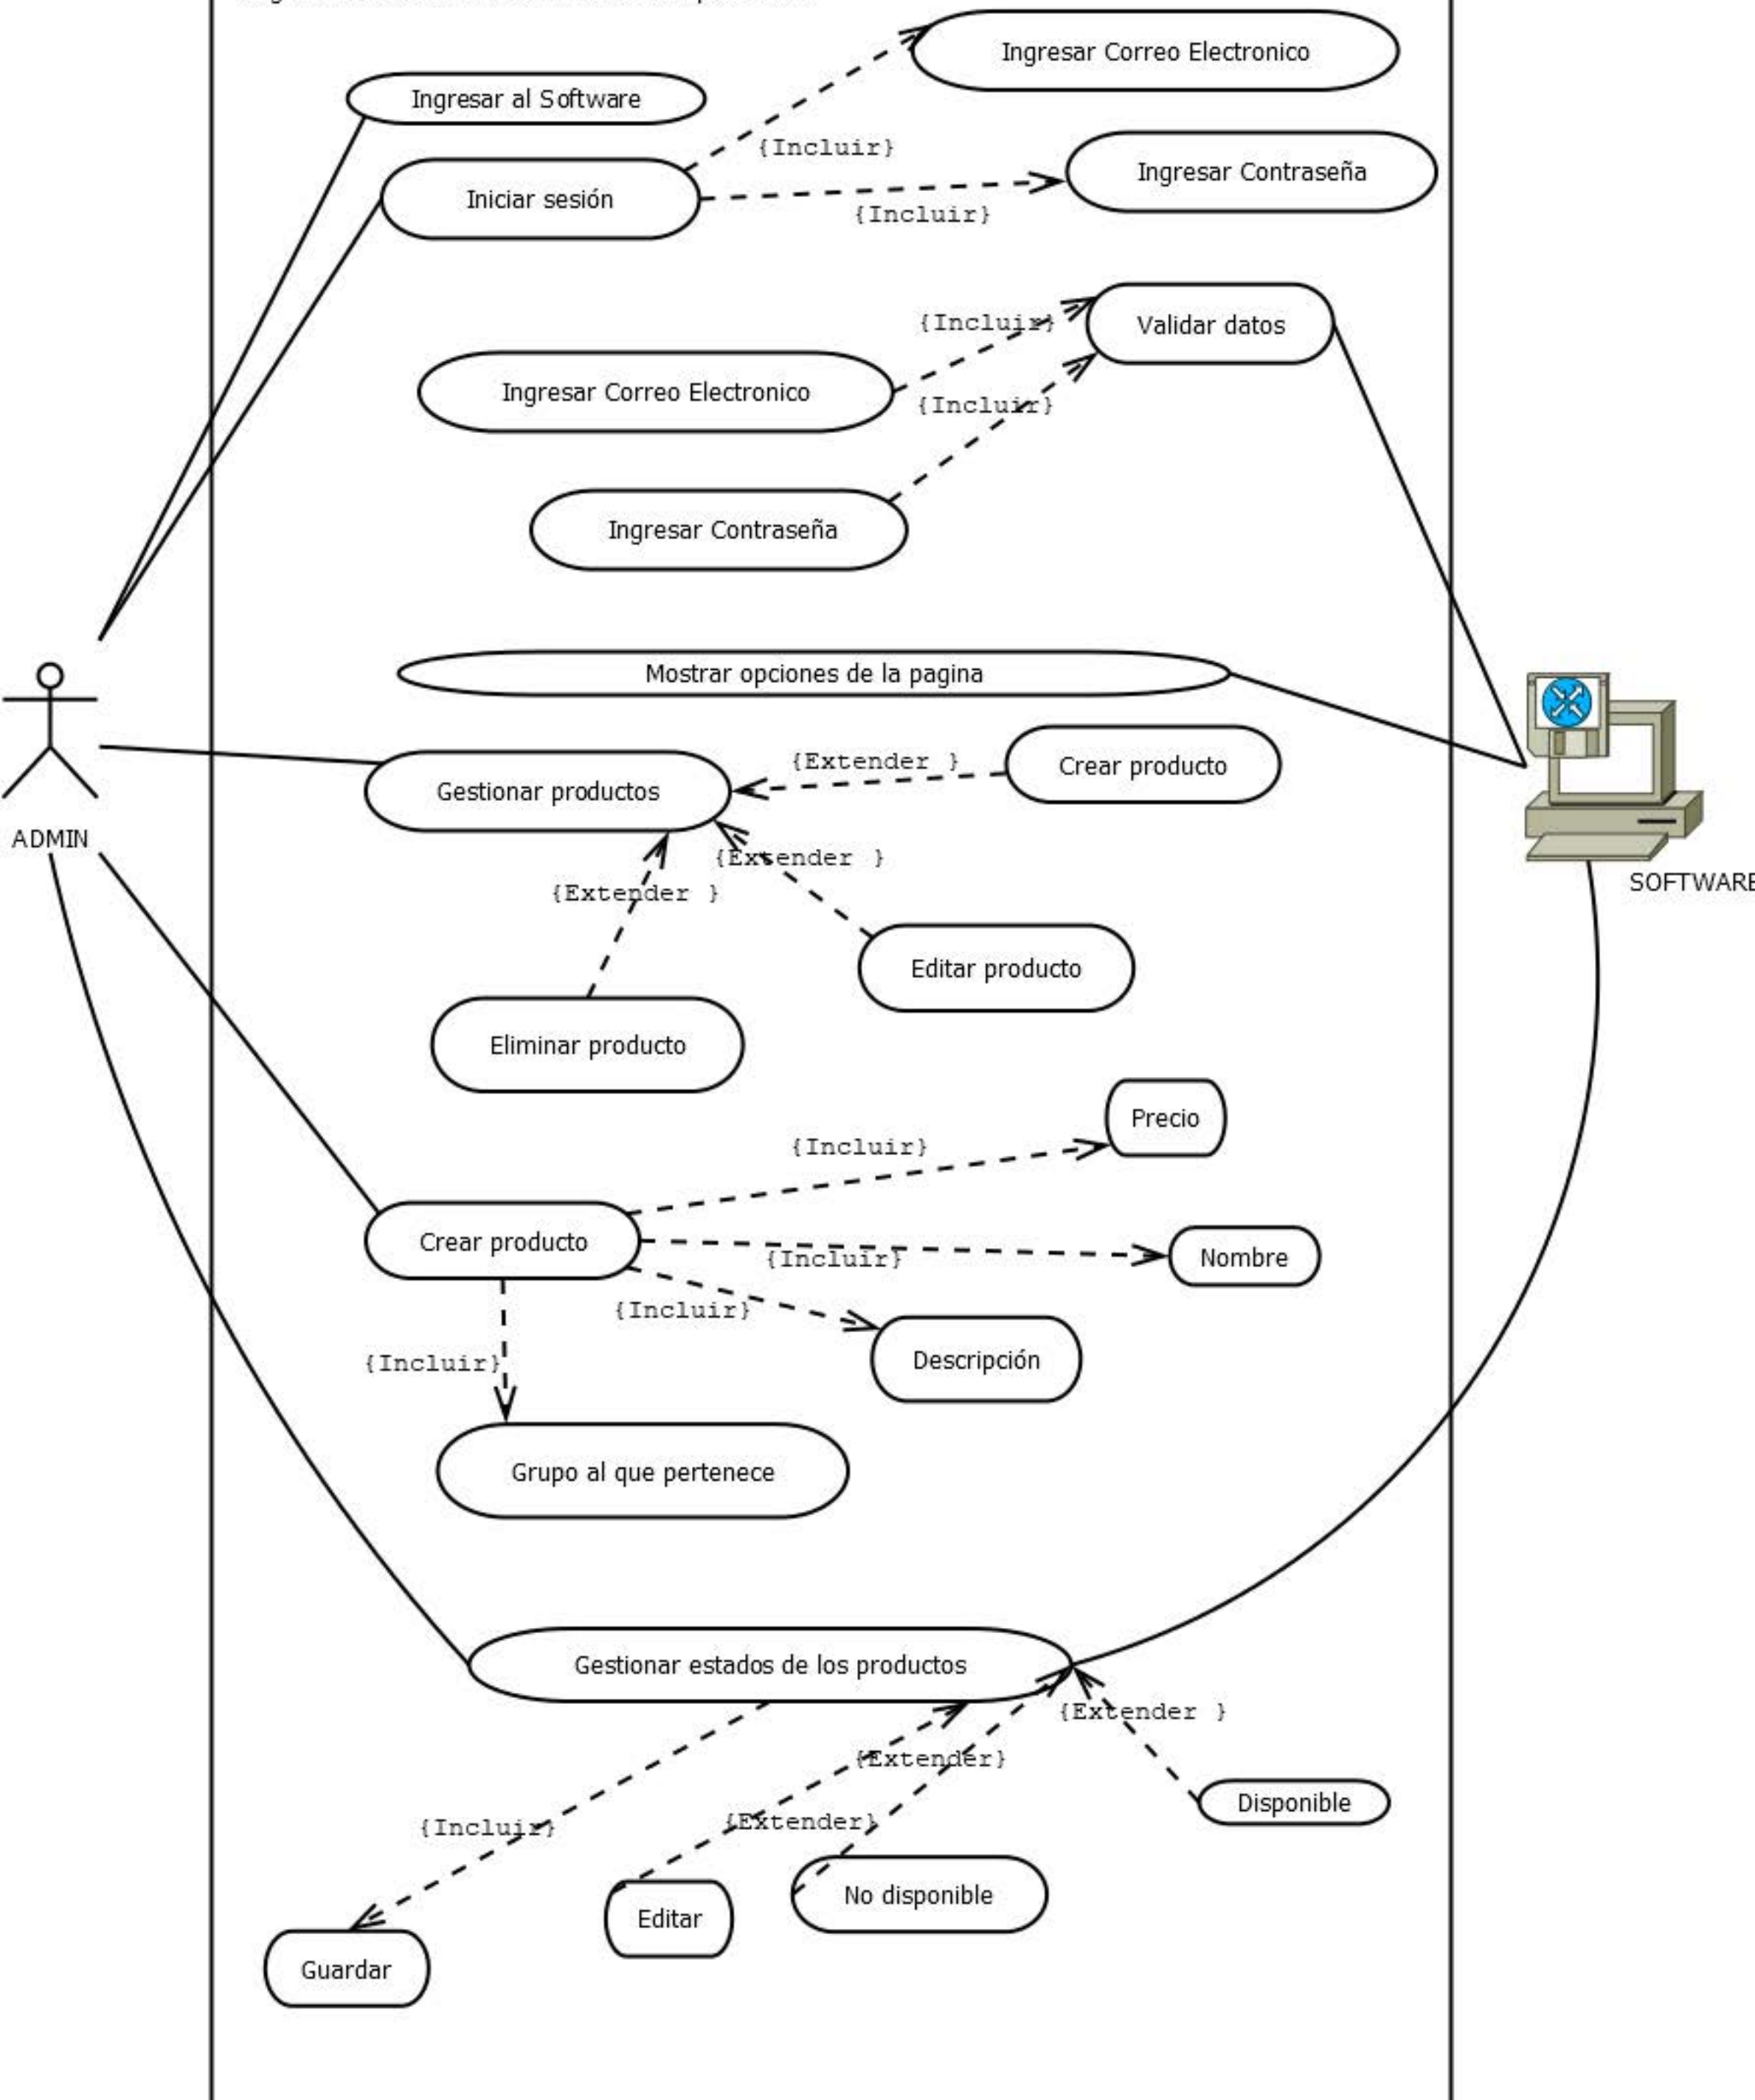 Ingresar Correo Electronico
Ingresar al Software
{Incluir}
Ingresar Contraseña
Iniciar sesión
{Incluir}
{Incluir}
Validar datos
Ingresar Correo Electronico
{Incluir}
Ingresar Contraseña
Mostrar opciones de la pagina
{Extender }
Crear producto
Gestionar productos
ADMIN
{Extender }
SOFTWARE
{Extender }
Editar producto
Eliminar producto
Precio
{Incluir}
Crear producto
{Incluir}
Nombre
{Incluir}
Descripción
{Incluir}
Grupo al que pertenece
Gestionar estados de los productos
{Extender }
{Extender}
Disponible
{Extender}
{Incluir}
No disponible
Editar
Guardar